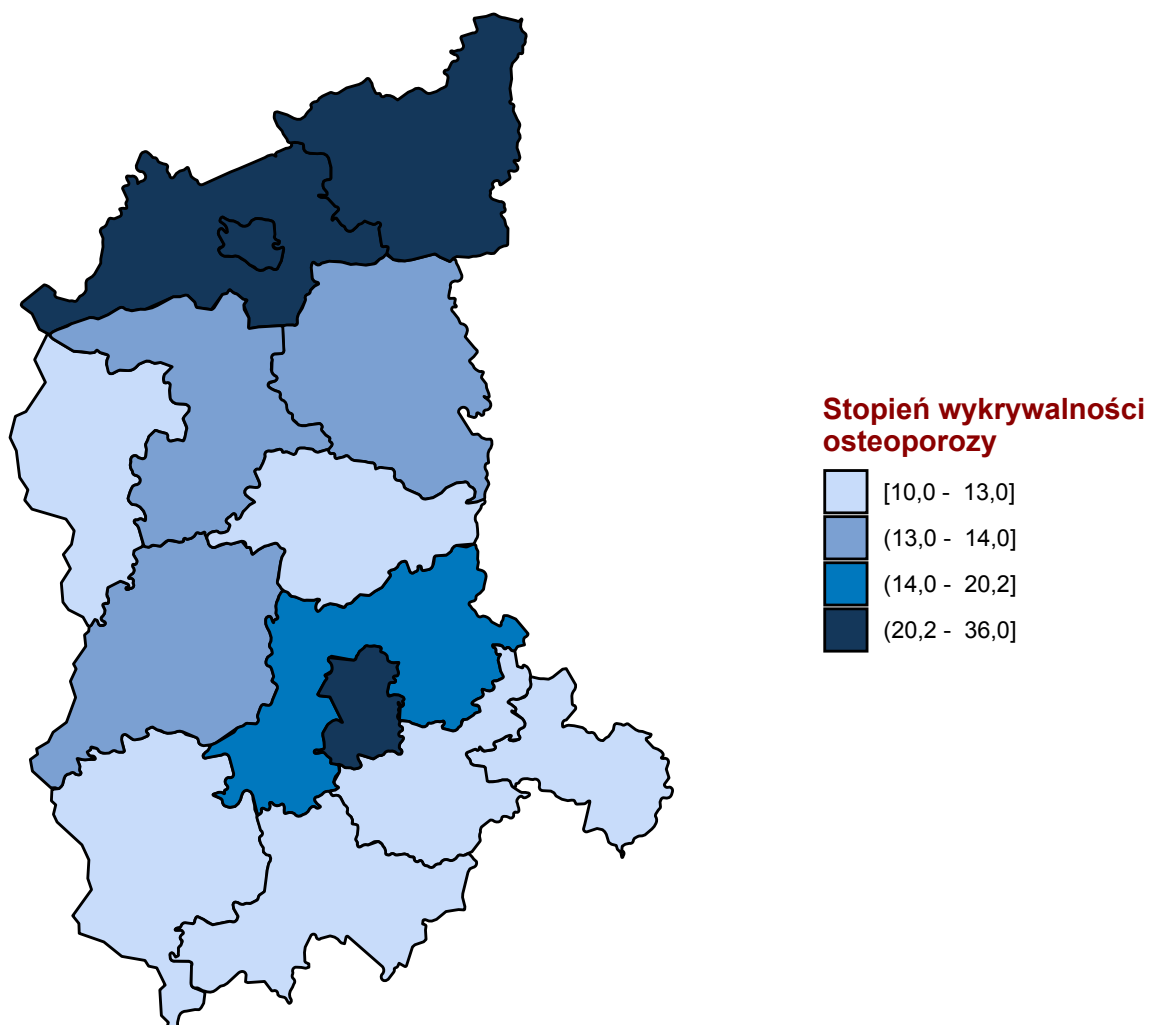 Stopień wykrywalności
osteoporozy
[10,0 - 13,0]
(13,0 - 14,0]
(14,0 - 20,2]
(20,2 - 36,0]